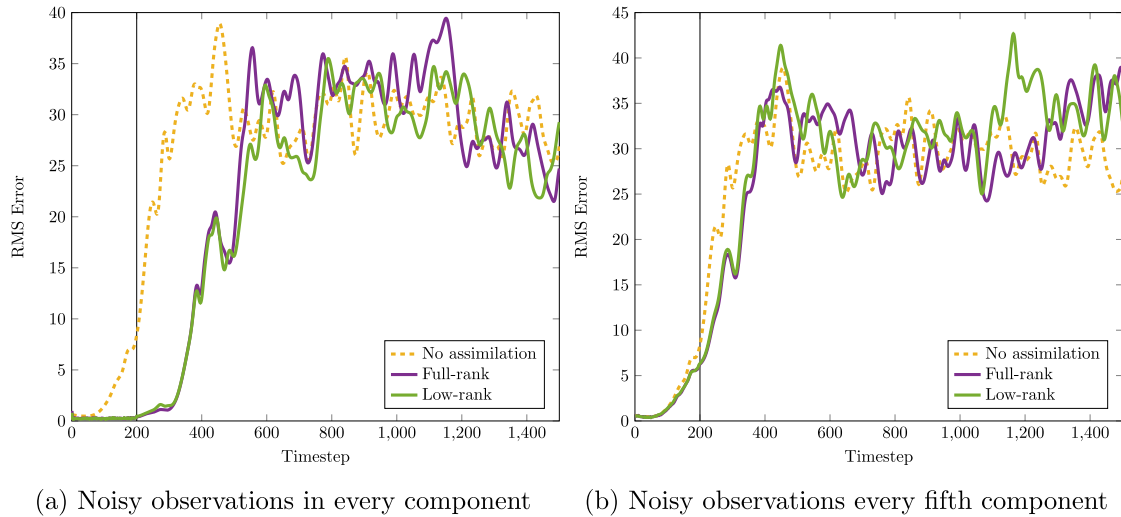 40
35
30
25
20
15
10
5
0
RMS Error
0 200 400 600 800 1,000 1,200 1,400
Timestep
No assimilation
Full-rank
Low-rank
(a) Noisy observations in every component
45
40
35
30
25
20
15
10
5
0
RMS Error
0 200 400 600 800 1,000 1,200 1,400
Timestep
No assimilation
Full-rank
Low-rank
(b) Noisy observations every fifth component